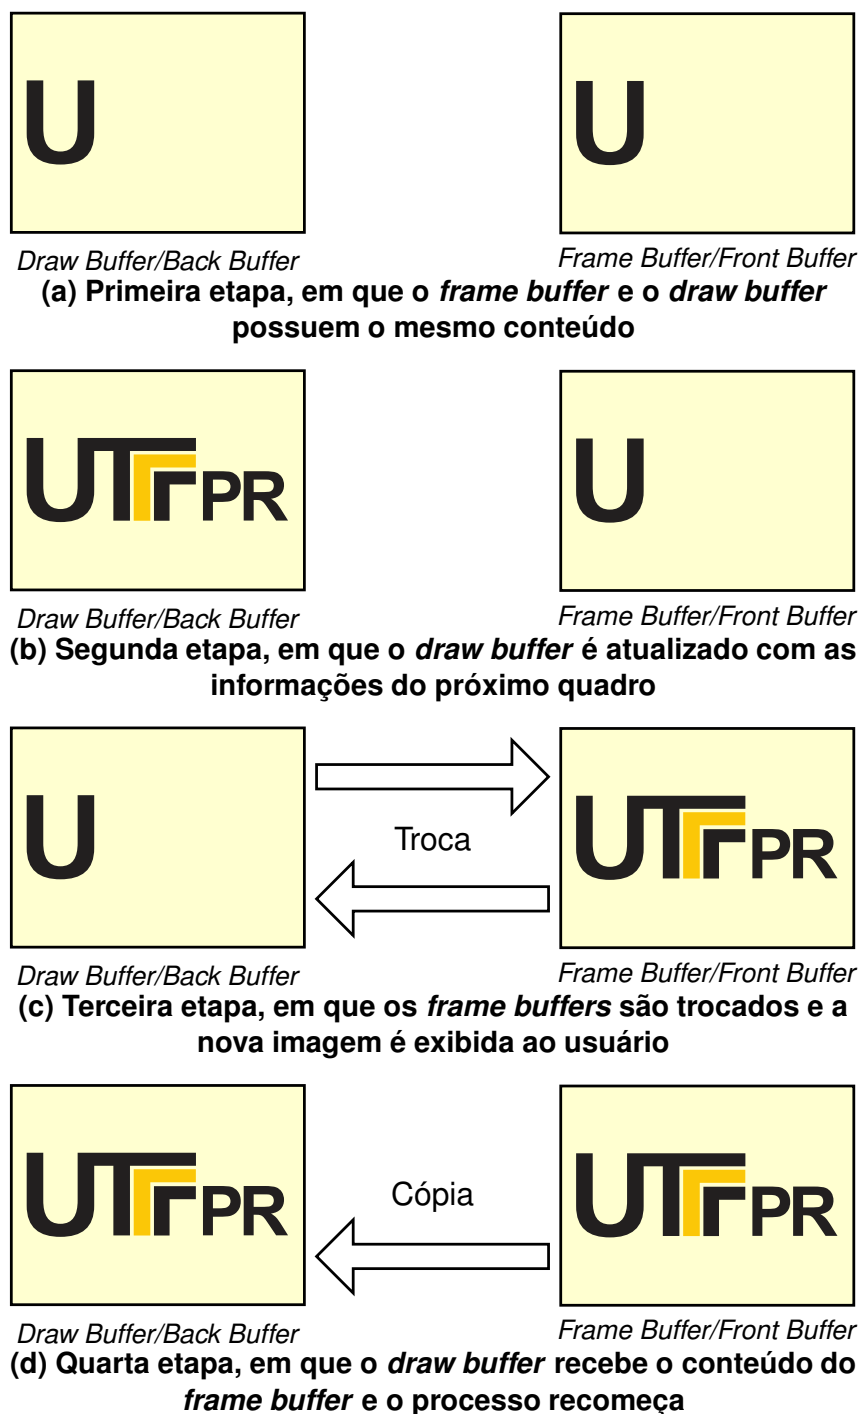 U U
Draw Buffer/Back Buffer Frame Buffer/Front Buffer
(a) Primeira etapa, em que o frame buffer e o draw buffer
possuem o mesmo conteúdo
UTFPR U
Draw Buffer/Back Buffer Frame Buffer/Front Buffer
(b) Segunda etapa, em que o draw buffer é atualizado com as
informações do próximo quadro
U Troca UTFPR
Draw Buffer/Back Buffer Frame Buffer/Front Buffer
(c) Terceira etapa, em que os frame buffers são trocados e a
nova imagem é exibida ao usuário
UTFPR Cópia UTFPR
Draw Buffer/Back Buffer Frame Buffer/Front Buffer
(d) Quarta etapa, em que o draw buffer recebe o conteúdo do
frame buffer e o processo recomeça